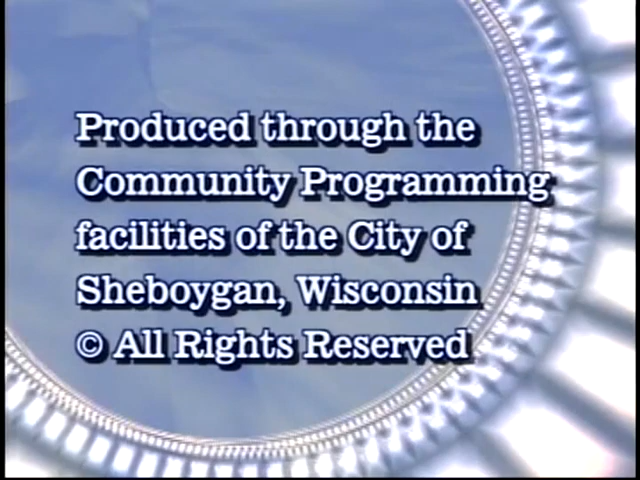 Produced through the
Community Programming
facilities of the City of
Sheboygan, Wisconsin
© All Rights Reserved